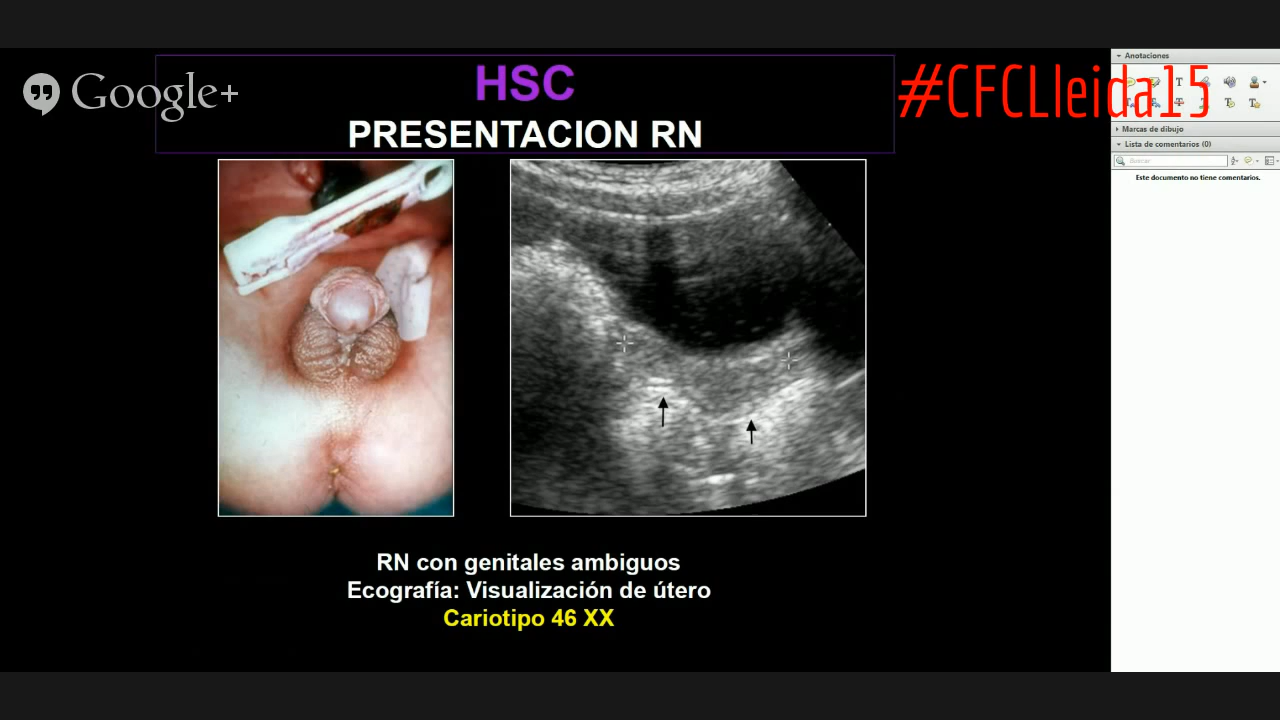 Google+
HSC
PRESENTACION RN
#CFCLleida15
RN con genitales ambiguos
Ecografía: Visualización de útero
Cariotipo 46 XX
Anotaciones
Marcas de dibujo
Lista de comentarios (0)
Buscar
Este documento no tiene comentarios.